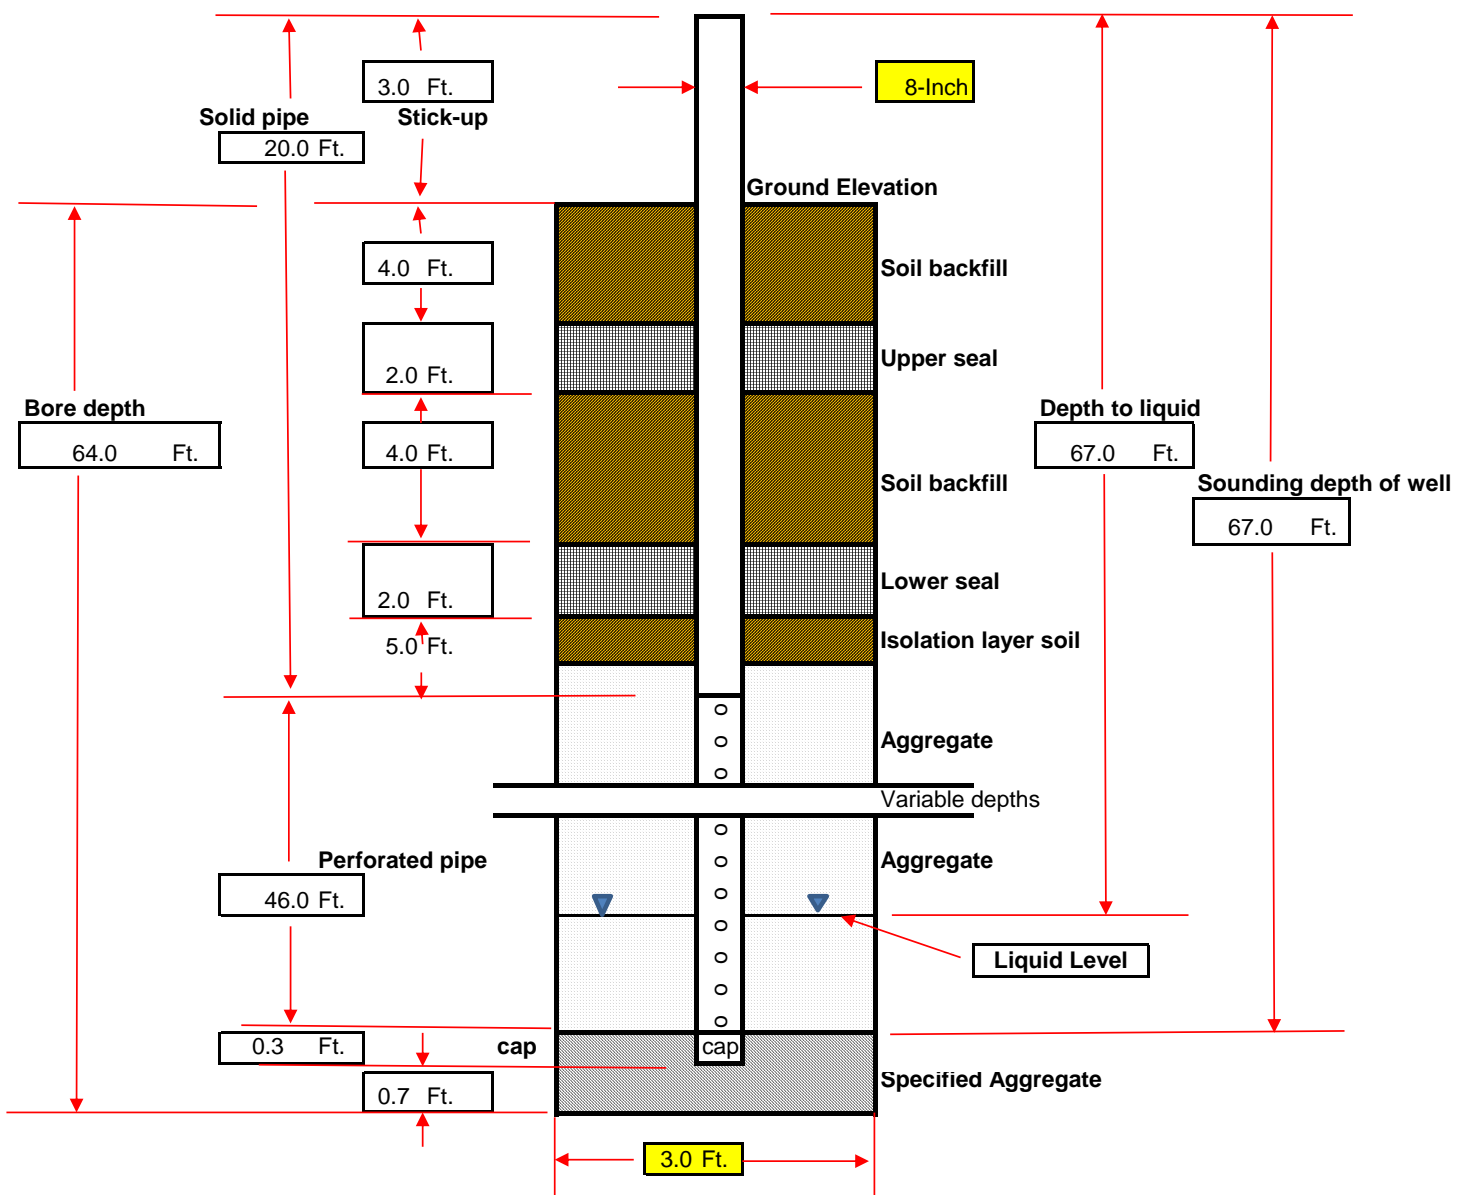 3.0 Ft.
8-Inch
Solid pipe
Stick-up
20.0 Ft.
Ground Elevation
4.0 Ft.
Soil backfill
Upper seal
2.0 Ft.
Bore depth
Depth to liquid
64.0 Ft.
4.0 Ft.
67.0 Ft.
Soil backfill
Sounding depth of well
67.0 Ft.
Lower seal
2.0 Ft.
Isolation layer soil
5.0 Ft.
o
o
Aggregate
o
Variable depths
o
Perforated pipe
o
Aggregate
46.0 Ft.
o
o
o
Liquid Level
o
o
0.3 Ft.
cap
cap
Specified Aggregate
0.7 Ft.
3.0 Ft.